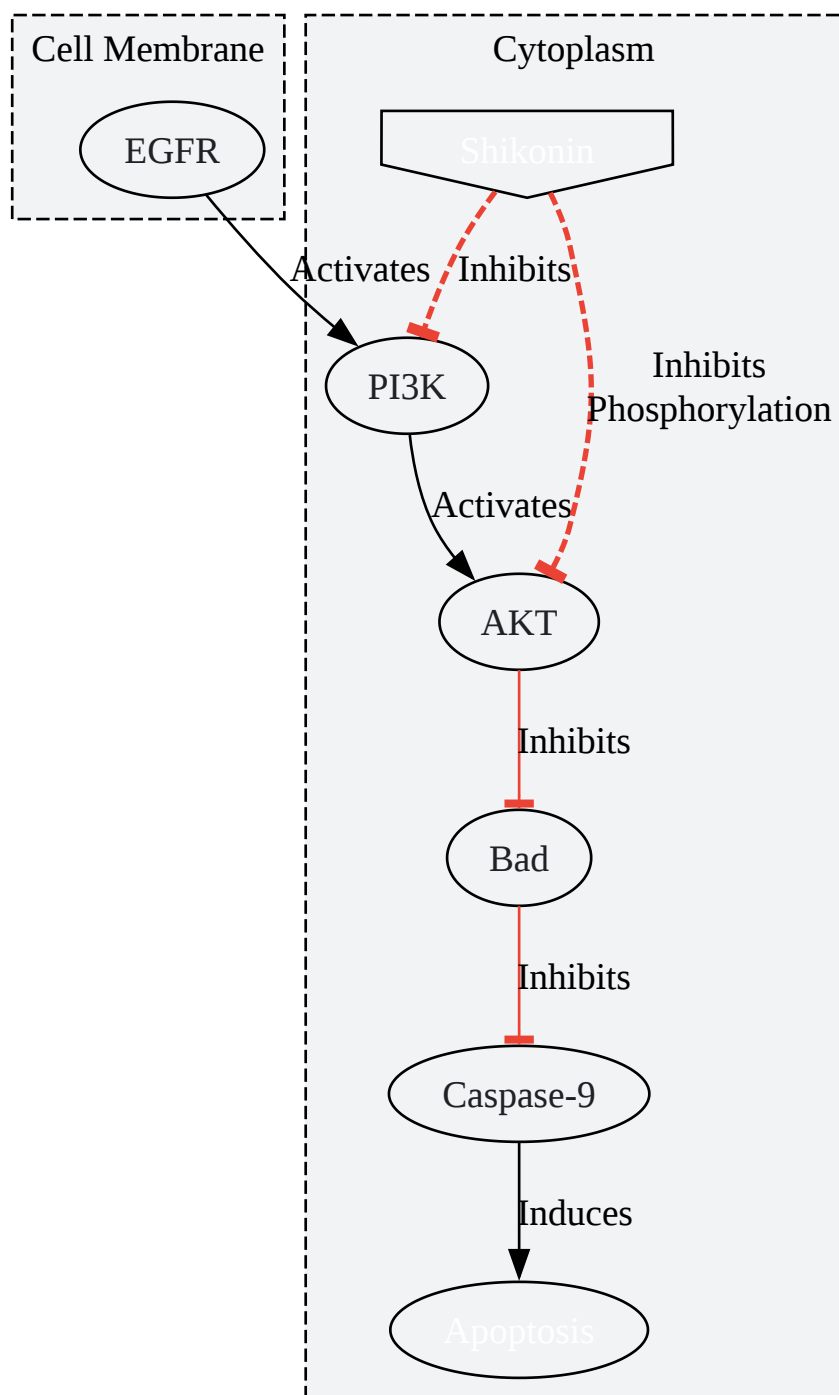 Cell Membrane
Cytoplasm
EGFR
Shikonin
Activates
Inhibits
Inhibits
Phosphorylation
PI3K
Activates
AKT
Inhibits
Bad
Inhibits
Caspase-9
Induces
Apoptosis